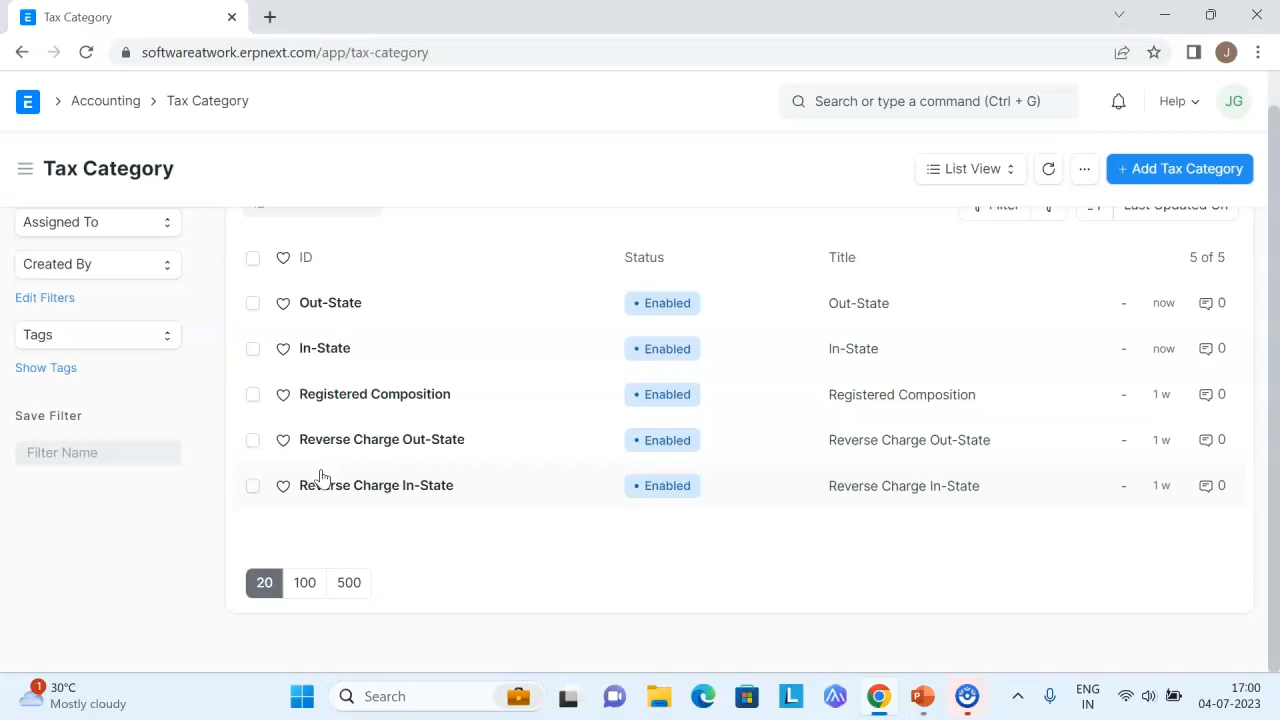 Tax Category
softwareatwork.erpnext.com/app/tax-category
J
E > Accounting > Tax Category
Search or type a command (Ctrl + G)
Help
JG
Tax Category
List View
...
+ Add Tax Category
Assigned To
Filter
Last Updated On
Created By
Edit Filters
Tags
Show Tags
Save Filter
Filter Name
ID Status Title 5 of 5
Out-State • Enabled Out-State - now 0
In-State • Enabled In-State - now 0
Registered Composition • Enabled Registered Composition - 1 w 0
Reverse Charge Out-State • Enabled Reverse Charge Out-State - 1 w 0
Reverse Charge In-State • Enabled Reverse Charge In-State - 1 w 0
20 100 500
1
30°C
Mostly cloudy
Search
L
P
ENG
IN
17:00
04-07-2023